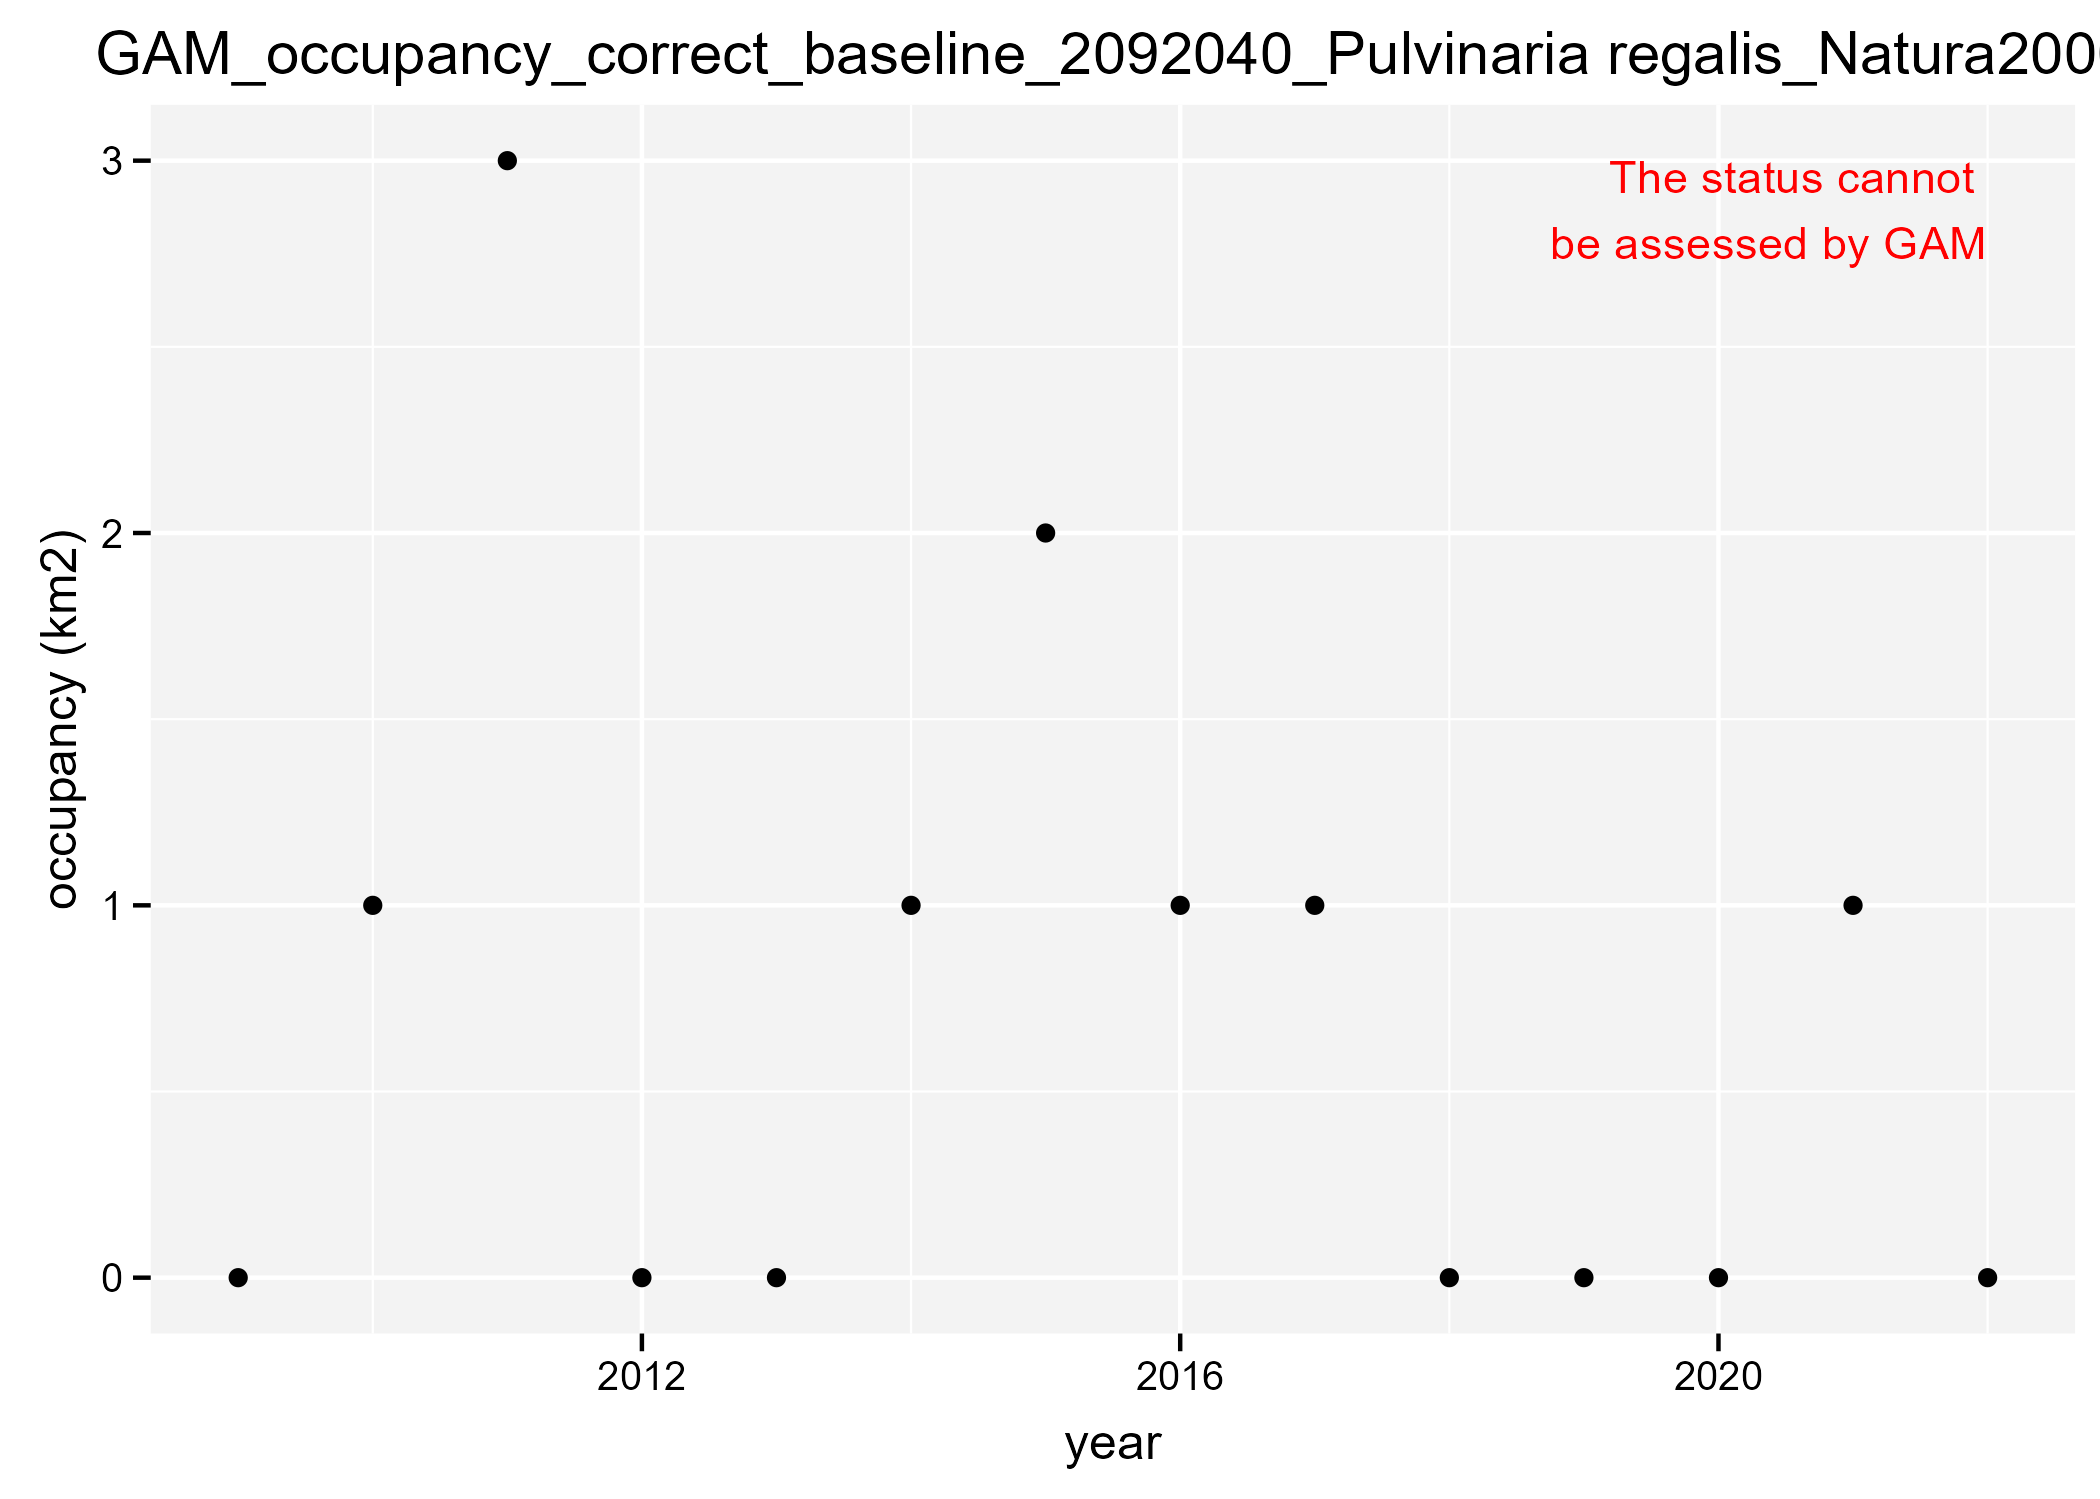 GAM_occupancy_correct_baseline_2092040_Pulvinaria regalis_Natura200
The status cannot
be assessed by GAM
3
2
1
0
occupancy (km2)
2012 2016 2020
year